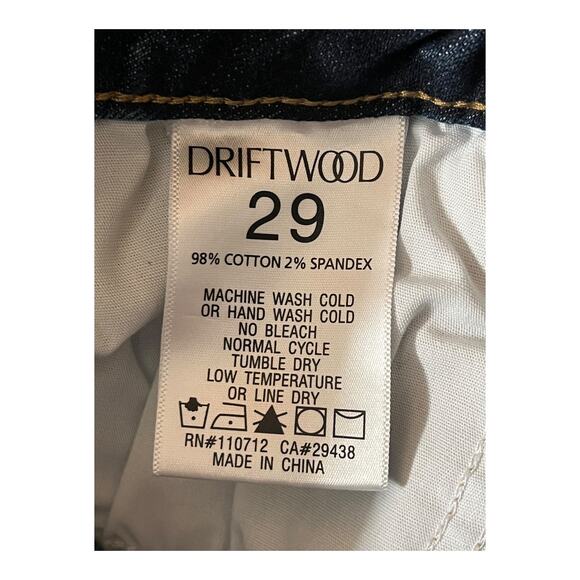 DRIFTWOOD
29
98% COTTON 2% SPANDEX
MACHINE WASH COLD
OR HAND WASH COLD
NO BLEACH
NORMAL CYCLE
TUMBLE DRY
LOW TEMPERATURE
OR LINE DRY
RN#110712 CA#29438
MADE IN CHINA